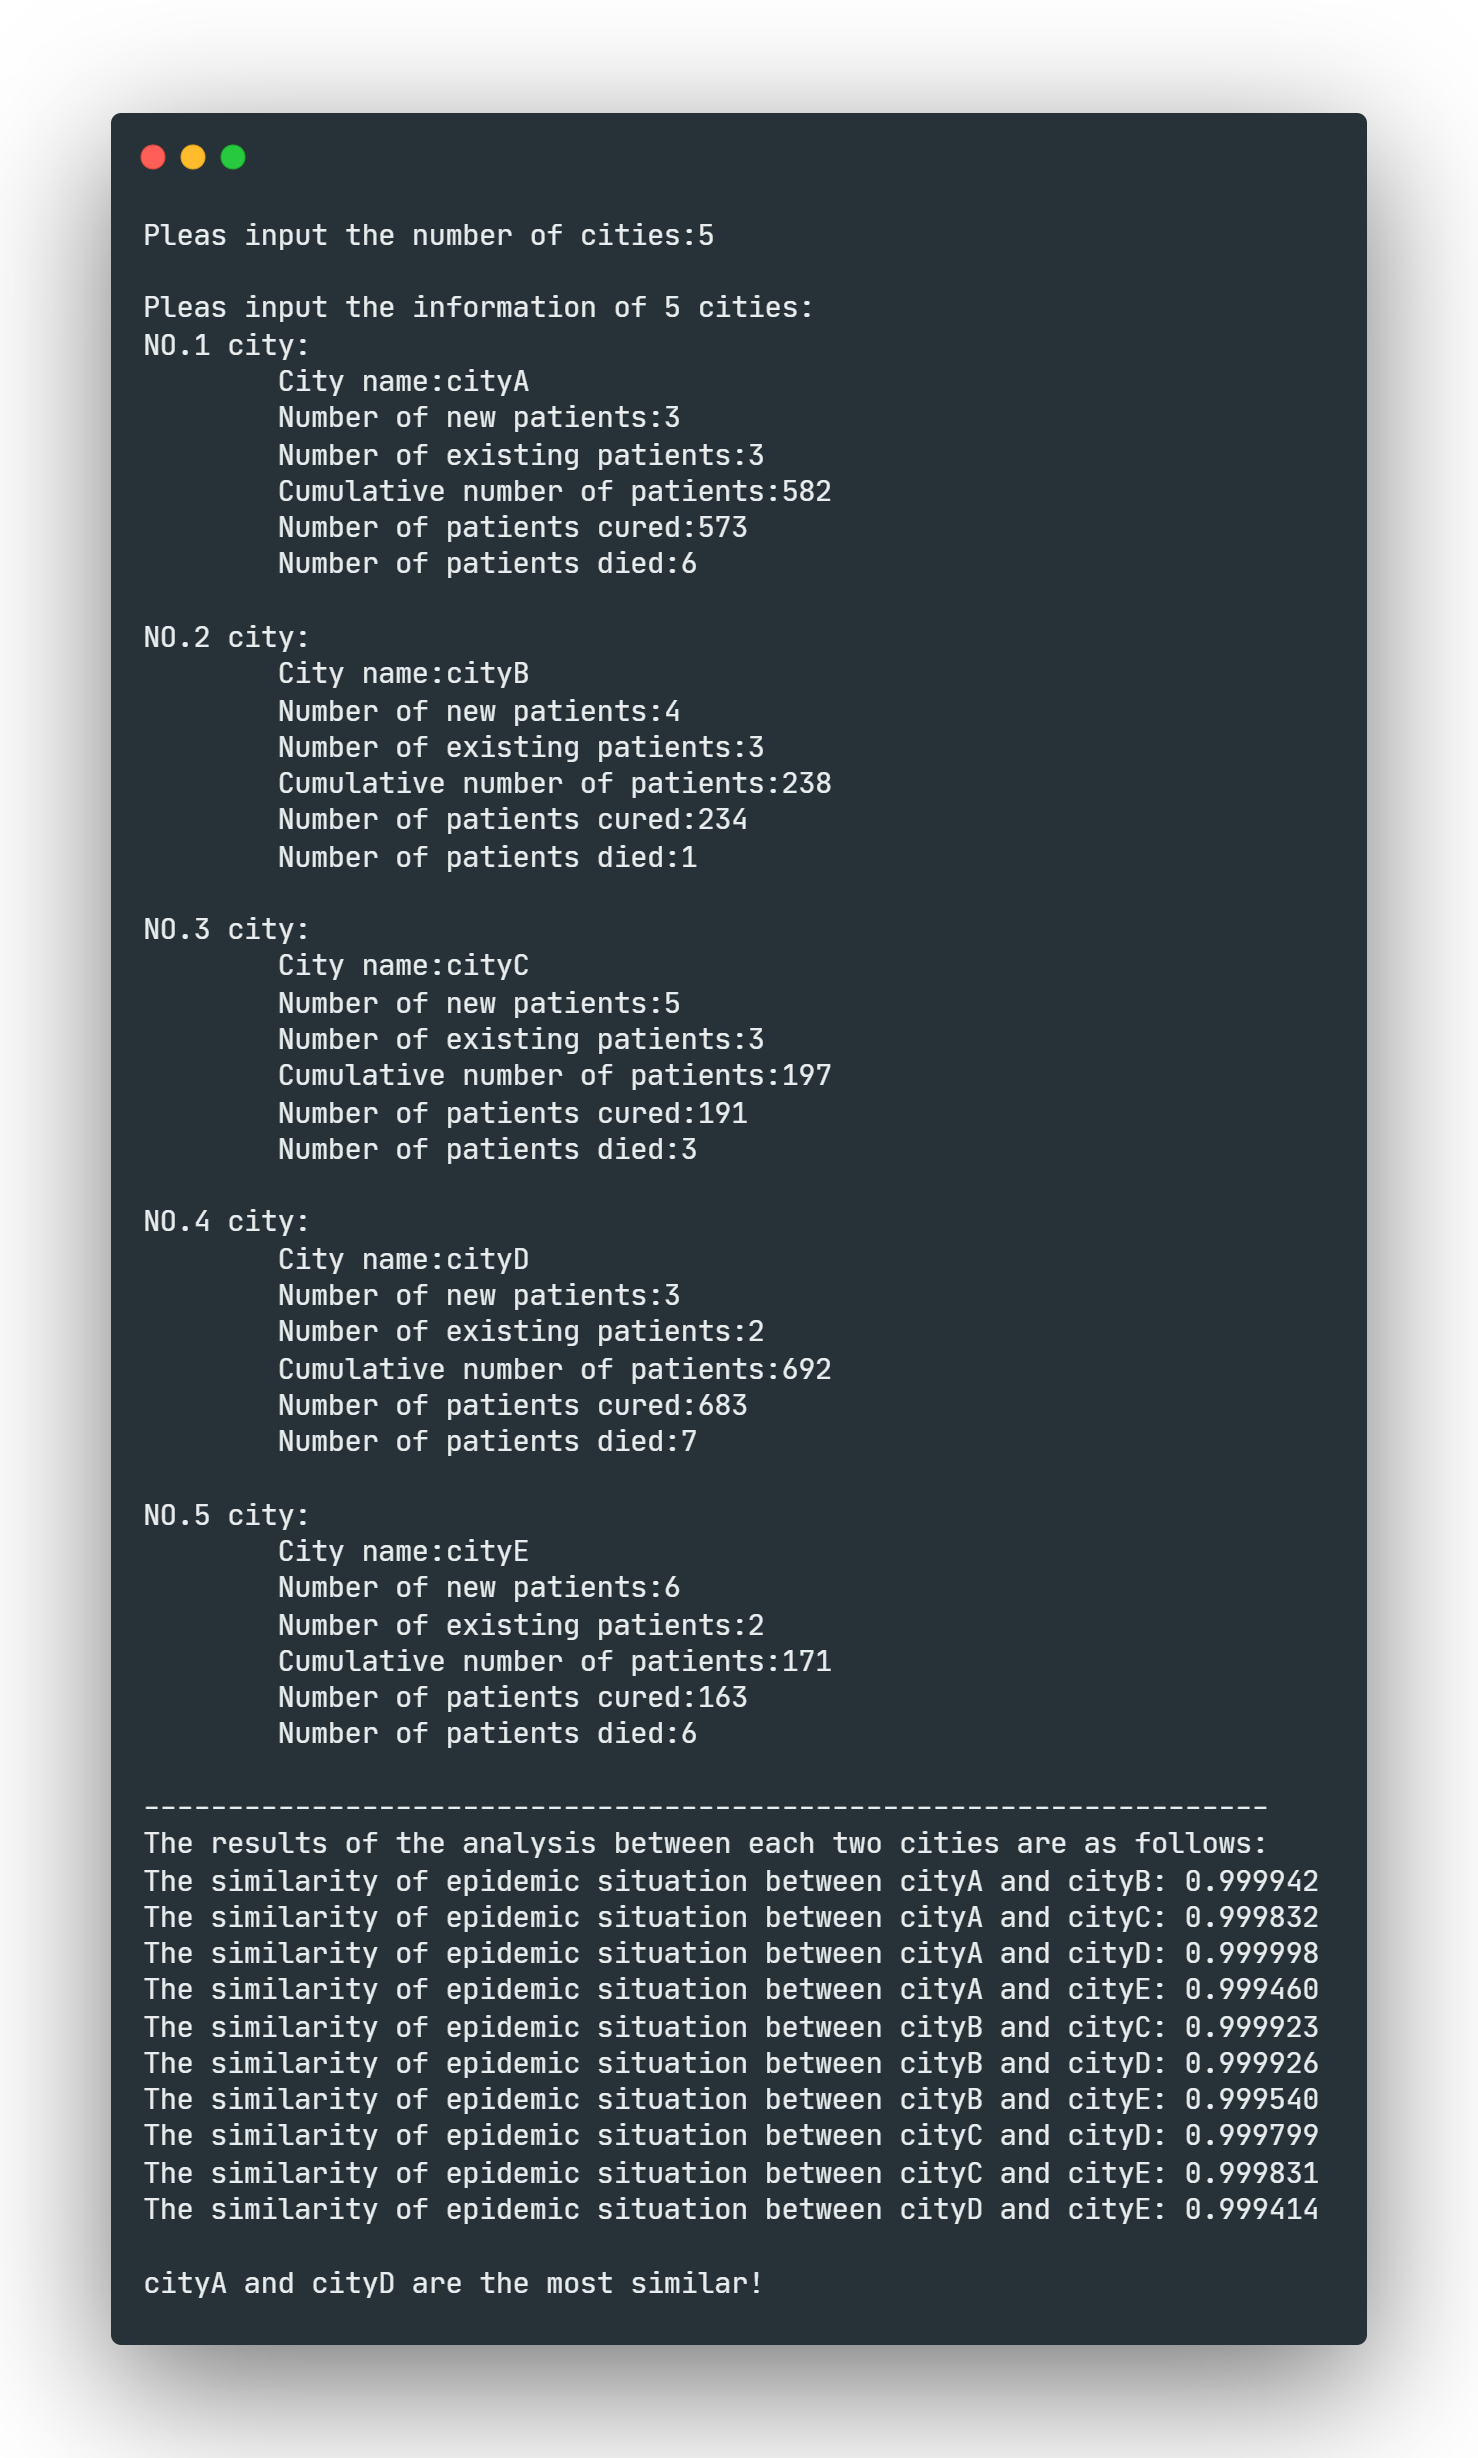 Pleas input the number of cities:5
Pleas input the information of 5 cities:
NO.1 city:
City name:cityA
Number of new patients:3
Number of existing patients:3
Cumulative number of patients:582
Number of patients cured:573
Number of patients died:6
NO.2 city:
City name:cityB
Number of new patients:4
Number of existing patients:3
Cumulative number of patients:238
Number of patients cured:234
Number of patients died:1
NO.3 city:
City name:cityC
Number of new patients:5
Number of existing patients:3
Cumulative number of patients:197
Number of patients cured:191
Number of patients died:3
NO.4 city:
City name:cityD
Number of new patients:3
Number of existing patients:2
Cumulative number of patients:692
Number of patients cured:683
Number of patients died:7
NO.5 city:
City name:cityE
Number of new patients:6
Number of existing patients:2
Cumulative number of patients:171
Number of patients cured:163
Number of patients died:6
-------------------------------------------------------------------
The results of the analysis between each two cities are as follows:
The similarity of epidemic situation between cityA and cityB: 0.999942
The similarity of epidemic situation between cityA and cityC: 0.999832
The similarity of epidemic situation between cityA and cityD: 0.999998
The similarity of epidemic situation between cityA and cityE: 0.999460
The similarity of epidemic situation between cityB and cityC: 0.999923
The similarity of epidemic situation between cityB and cityD: 0.999926
The similarity of epidemic situation between cityB and cityE: 0.999540
The similarity of epidemic situation between cityC and cityD: 0.999799
The similarity of epidemic situation between cityC and cityE: 0.999831
The similarity of epidemic situation between cityD and cityE: 0.999414
cityA and cityD are the most similar!